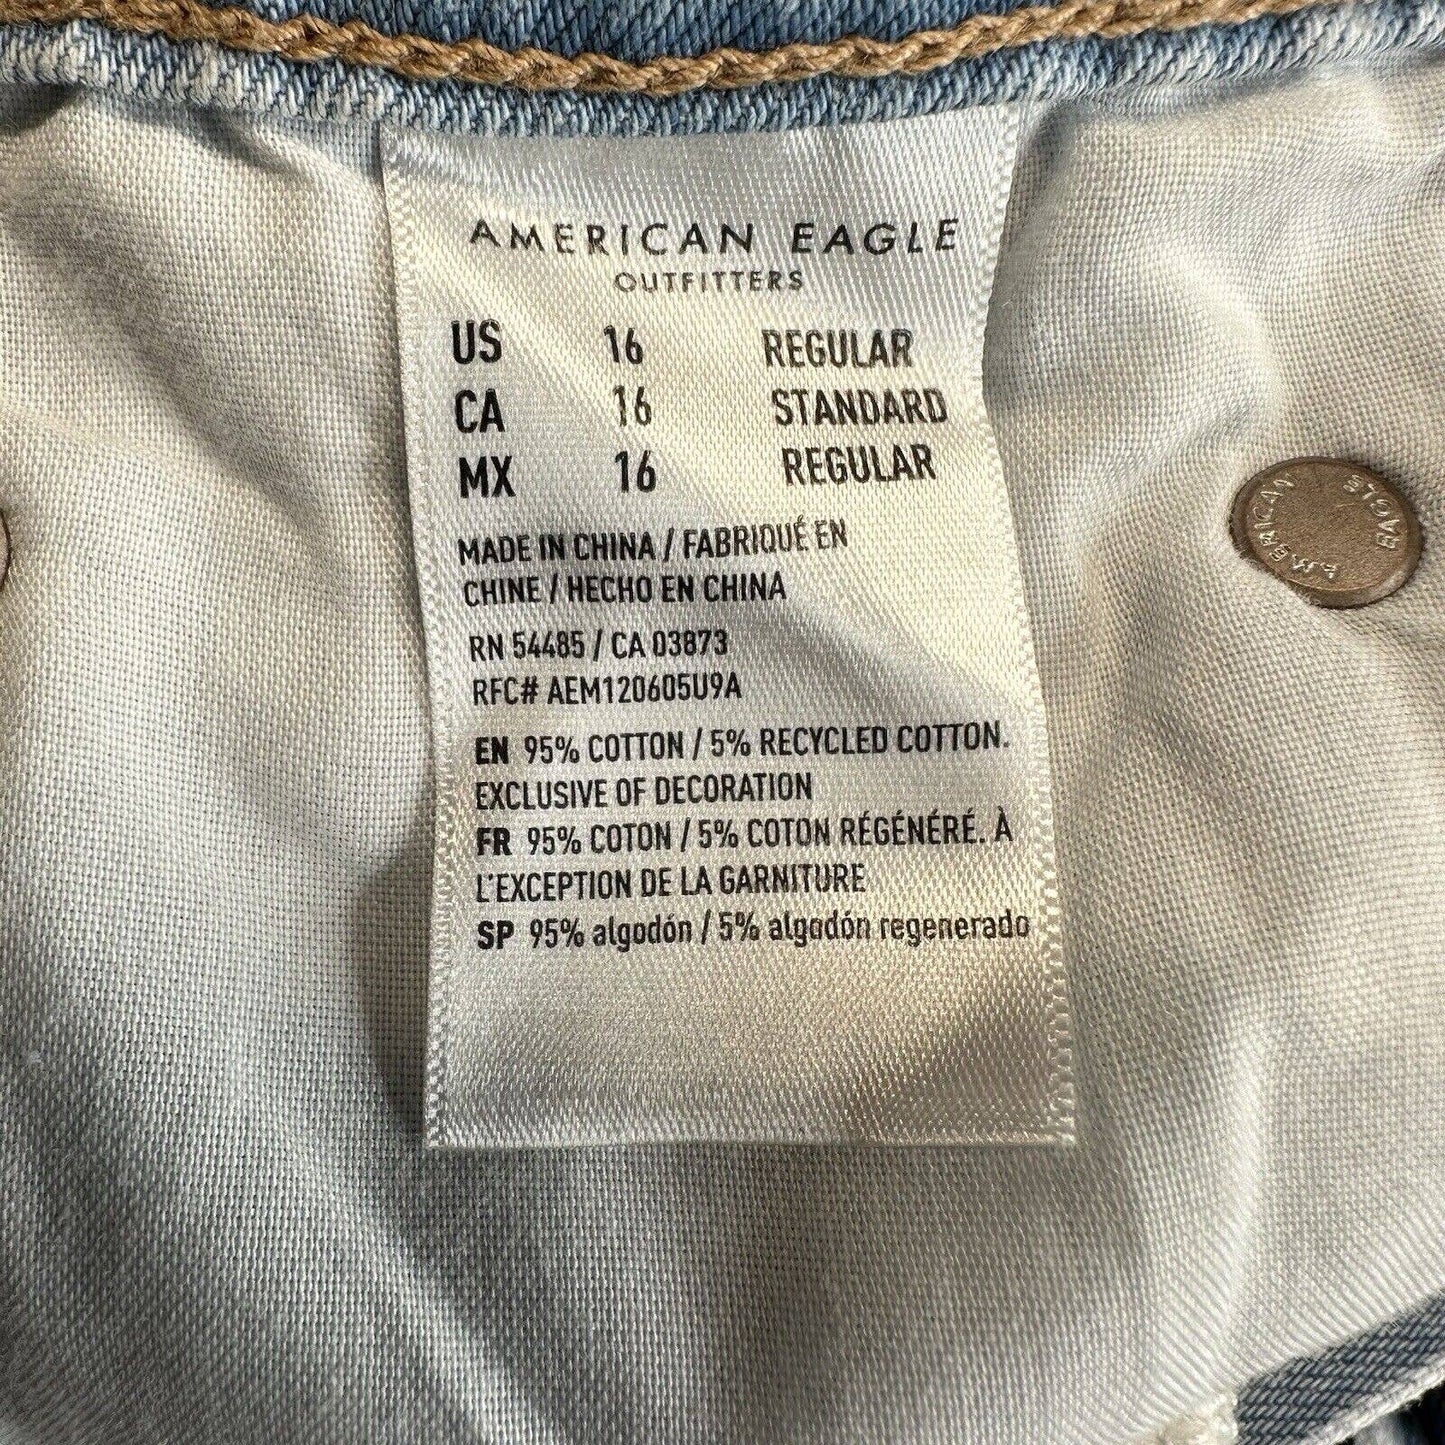 AMERICAN EAGLE
OUTFITTERS
US 16 REGULAR
CA 16 STANDARD
MX 16 REGULAR
MADE IN CHINA / FABRIQUÉ EN
CHINE / HECHO EN CHINA
RN 54485 / CA 03873
RFC# AEM120605U9A
EN 95% COTTON / 5% RECYCLED COTTON.
EXCLUSIVE OF DECORATION
FR 95% COTON / 5% COTON RÉGÉNÉRÉ. À
L'EXCEPTION DE LA GARNITURE
SP 95% algodón / 5% algodón regenerado
AMERICAN EAGLE